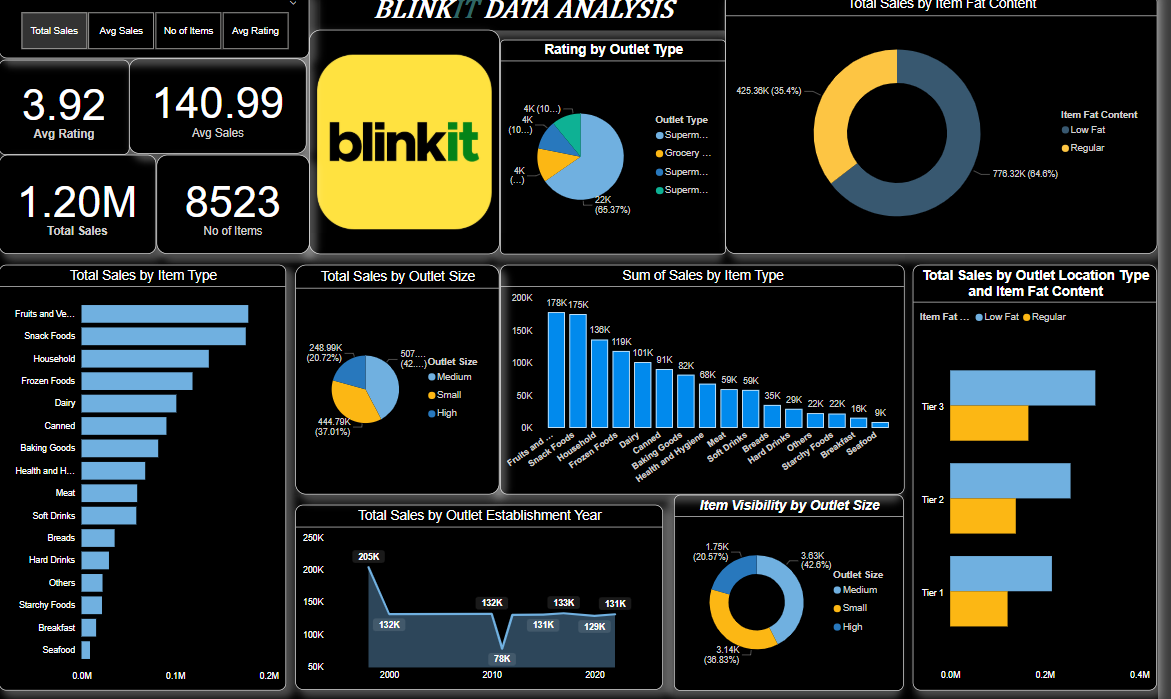 BLINKIT DATA ANALYSIS
Total Sales
Avg Sales
No of Items
Avg Rating
3.92
Avg Rating
140.99
Avg Sales
1.20M
Total Sales
8523
No of Items
blinkit
Rating by Outlet Type
4K (10...)
4K
(10...)
4K
(...)
22K
(65.37%)
Outlet Type
Superm...
Grocery ...
Superm...
Superm...
Total Sales by Item Fat Content
425.36K (35.4%)
776.32K (64.6%)
Item Fat Content
Low Fat
Regular
Total Sales by Item Type
Fruits and Ve...
Snack Foods
Household
Frozen Foods
Dairy
Canned
Baking Goods
Health and H...
Meat
Soft Drinks
Breads
Hard Drinks
Others
Starchy Foods
Breakfast
Seafood
0.0M
0.1M
0.2M
Total Sales by Outlet Size
248.99K
(20.72%)
507....
(42....)
444.79K
(37.01%)
Outlet Size
Medium
Small
High
Sum of Sales by Item Type
200K
150K
100K
50K
0K
178K
175K
136K
119K
101K
91K
82K
68K
59K
59K
35K
29K
22K
22K
16K
9K
Fruits and ...
Snack Foods
Household
Frozen Foods
Dairy
Canned
Baking Goods
Health and Hygiene
Meat
Soft Drinks
Breads
Hard Drinks
Others
Starchy Foods
Breakfast
Seafood
Total Sales by Outlet Location Type
and Item Fat Content
Item Fat ...
Low Fat
Regular
Tier 3
Tier 2
Tier 1
0.0M
0.2M
0.4M
Total Sales by Outlet Establishment Year
250K
200K
150K
100K
50K
205K
132K
132K
78K
131K
133K
129K
131K
2000
2010
2020
Item Visibility by Outlet Size
1.75K
(20.57%)
3.63K
(42.6%)
3.14K
(36.83%)
Outlet Size
Medium
Small
High